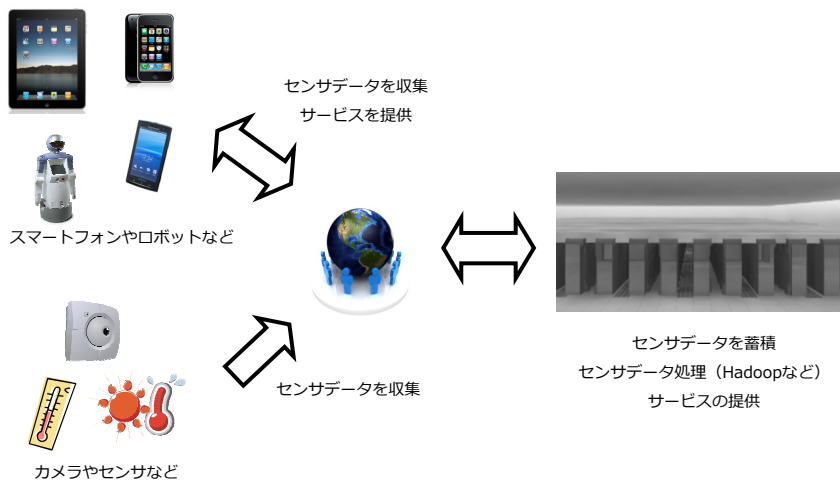 センサデータを収集
サービスを提供
スマートフォンやロボットなど
センサデータを収集
カメラやセンサなど
センサデータを蓄積
センサデータ処理（Hadoopなど）
サービスの提供